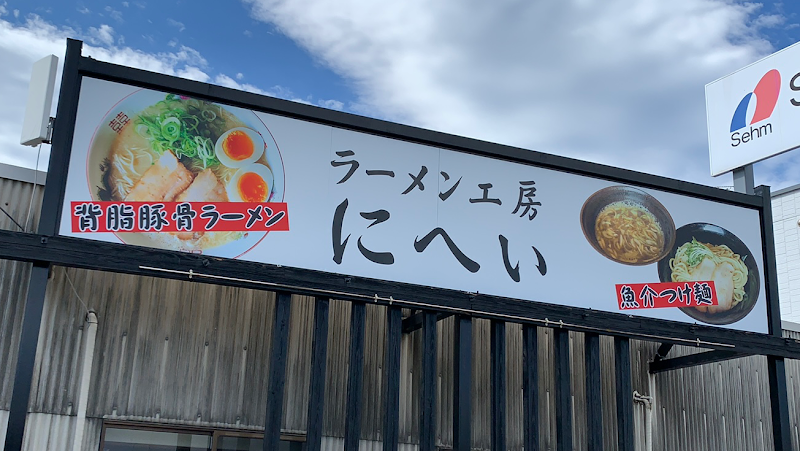 背脂豚骨ラーメン
ラーメン工房
にへい
魚介つけ麺
Sehm